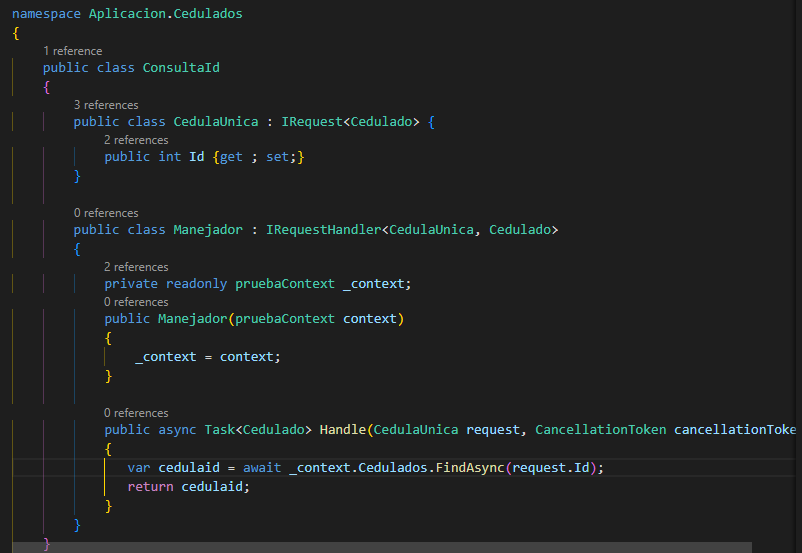 namespace Aplicacion.Cedulados
{
1 reference
public class ConsultaId
{
3 references
public class CedulaUnica : IRequest<Cedulado> {
2 references
public int Id {get ; set;}
}
0 references
public class Manejador : IRequestHandler<CedulaUnica, Cedulado>
{
2 references
private readonly pruebaContext _context;
0 references
public Manejador(pruebaContext context)
{
_context = context;
}
0 references
public async Task<Cedulado> Handle(CedulaUnica request, CancellationToken cancellationToke
{
var cedulaid = await _context.Cedulados.FindAsync(request.Id);
return cedulaid;
}
}
}